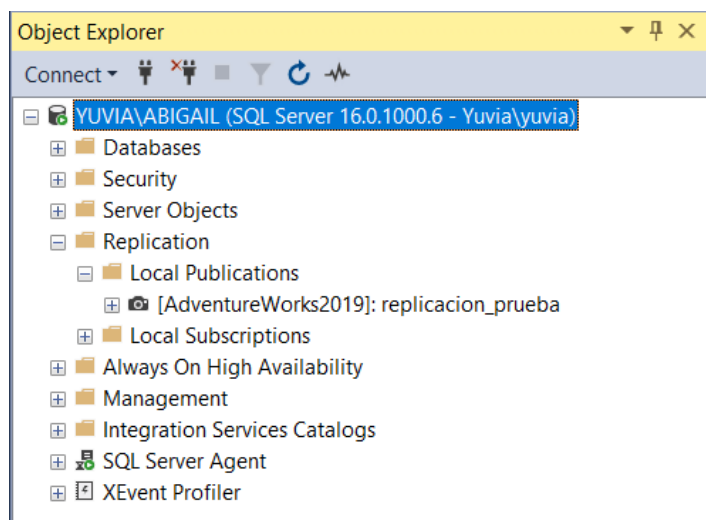 Object Explorer
Connect
YUVIA\ABIGAIL (SQL Server 16.0.1000.6 - Yuvia\yuvia)
Databases
Security
Server Objects
Replication
Local Publications
[AdventureWorks2019]: replicacion_prueba
Local Subscriptions
Always On High Availability
Management
Integration Services Catalogs
SQL Server Agent
XEvent Profiler